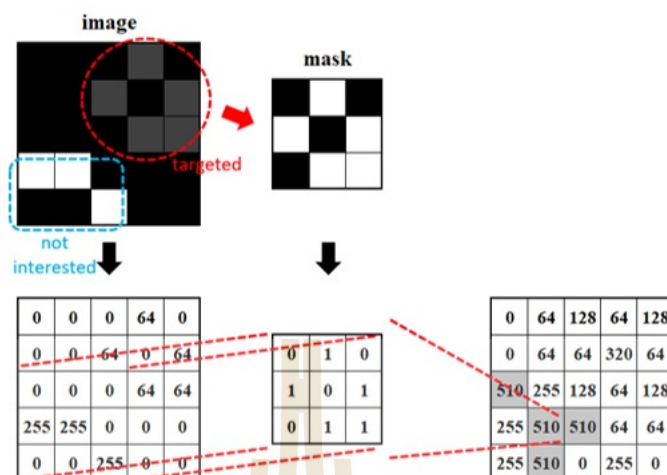 image
mask
targeted
not
interested
0 0 0 64 0
0 0 64 0 64
0 0 0 64 64
255 255 0 0 0
0 0 255 0 0
0 1 0
1 0 1
0 1 1
0 64 128 64 128
0 64 64 320 64
510 255 128 64 128
255 510 510 64 64
255 510 0 255 0